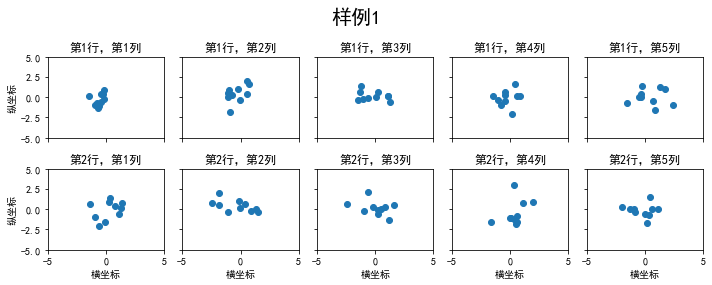 样例1
第1行，第1列
第1行，第2列
第1行，第3列
第1行，第4列
第1行，第5列
纵坐标
5.0
2.5
0.0
−2.5
−5.0
第2行，第1列
第2行，第2列
第2行，第3列
第2行，第4列
第2行，第5列
纵坐标
5.0
2.5
0.0
−2.5
−5.0
−5 0 5
−5 0 5
−5 0 5
−5 0 5
−5 0 5
横坐标
横坐标
横坐标
横坐标
横坐标